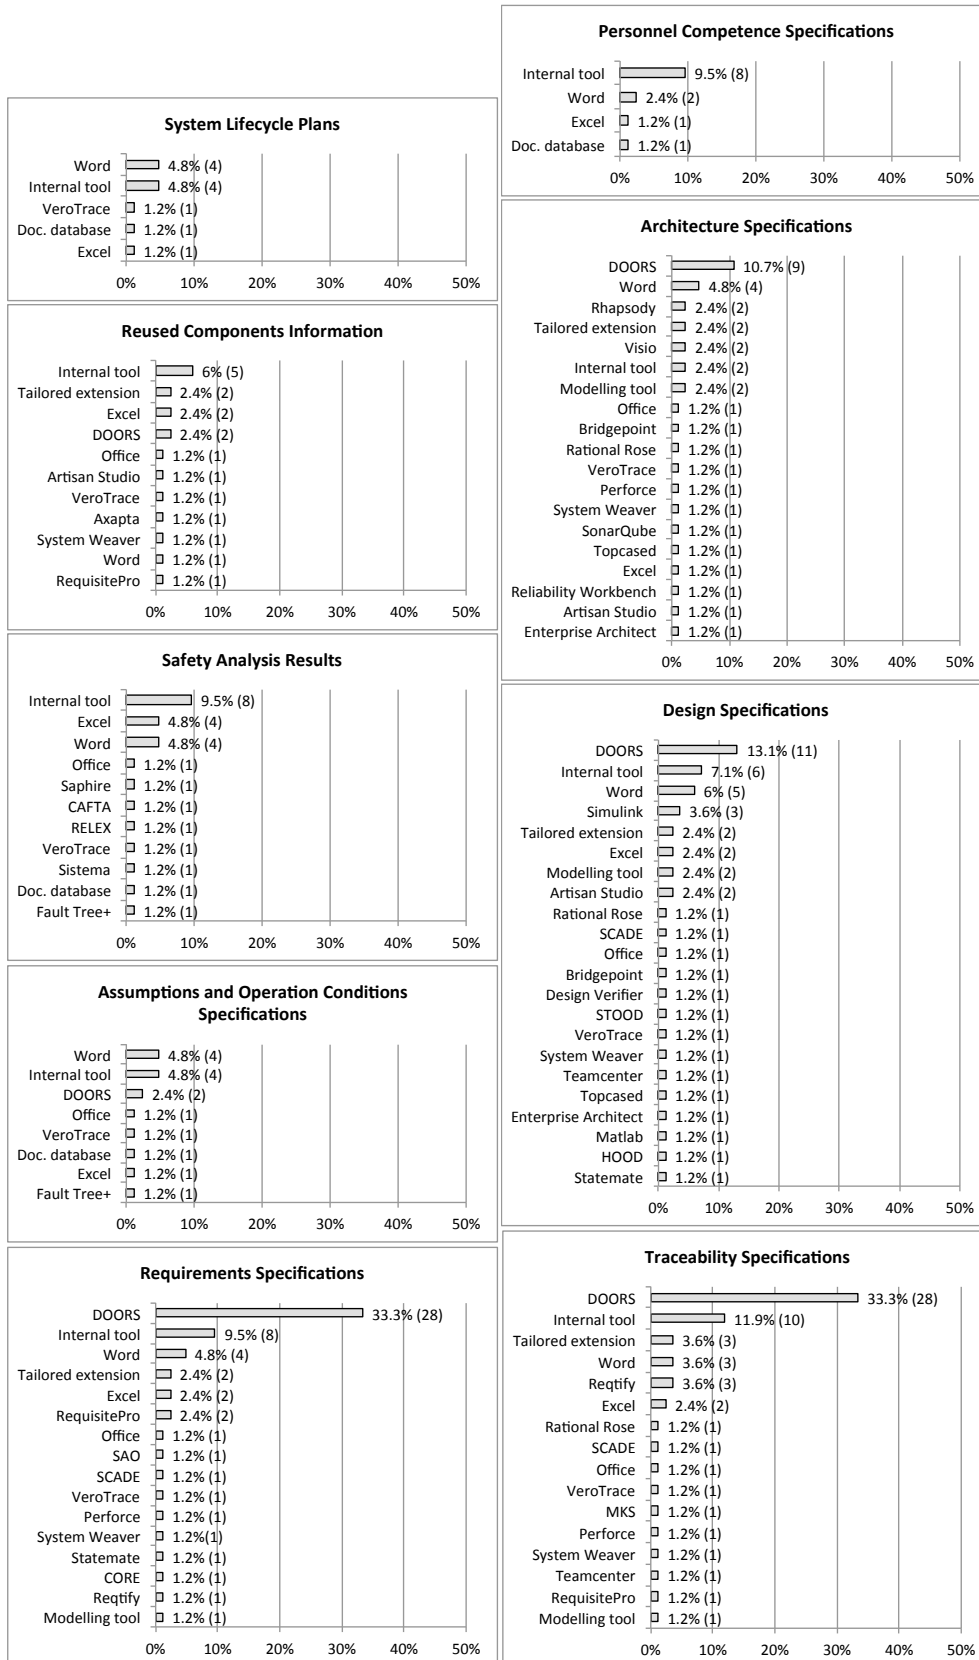 System Lifecycle Plans
Word 4.8% (4)
Internal tool 4.8% (4)
VeroTrace 1.2% (1)
Doc. database 1.2% (1)
Excel 1.2% (1)
0% 10% 20% 30% 40% 50%
Reused Components Information
Internal tool 6% (5)
Tailored extension 2.4% (2)
Excel 2.4% (2)
DOORS 2.4% (2)
Office 1.2% (1)
Artisan Studio 1.2% (1)
VeroTrace 1.2% (1)
Axapta 1.2% (1)
System Weaver 1.2% (1)
Word 1.2% (1)
RequisitePro 1.2% (1)
0% 10% 20% 30% 40% 50%
Safety Analysis Results
Internal tool 9.5% (8)
Excel 4.8% (4)
Word 4.8% (4)
Office 1.2% (1)
Saphire 1.2% (1)
CAFTA 1.2% (1)
RELEX 1.2% (1)
VeroTrace 1.2% (1)
Sistema 1.2% (1)
Doc. database 1.2% (1)
Fault Tree+ 1.2% (1)
0% 10% 20% 30% 40% 50%
Assumptions and Operation Conditions
Specifications
Word 4.8% (4)
Internal tool 4.8% (4)
DOORS 2.4% (2)
Office 1.2% (1)
VeroTrace 1.2% (1)
Doc. database 1.2% (1)
Excel 1.2% (1)
Fault Tree+ 1.2% (1)
0% 10% 20% 30% 40% 50%
Requirements Specifications
DOORS 33.3% (28)
Internal tool 9.5% (8)
Word 4.8% (4)
Tailored extension 2.4% (2)
Excel 2.4% (2)
RequisitePro 2.4% (2)
Office 1.2% (1)
SAO 1.2% (1)
SCADE 1.2% (1)
VeroTrace 1.2% (1)
Perforce 1.2% (1)
System Weaver 1.2%(1)
Statemate 1.2% (1)
CORE 1.2% (1)
Reqtify 1.2% (1)
Modelling tool 1.2% (1)
0% 10% 20% 30% 40% 50%
Personnel Competence Specifications
Internal tool 9.5% (8)
Word 2.4% (2)
Excel 1.2% (1)
Doc. database 1.2% (1)
0% 10% 20% 30% 40% 50%
Architecture Specifications
DOORS 10.7% (9)
Word 4.8% (4)
Rhapsody 2.4% (2)
Tailored extension 2.4% (2)
Visio 2.4% (2)
Internal tool 2.4% (2)
Modelling tool 2.4% (2)
Office 1.2% (1)
Bridgepoint 1.2% (1)
Rational Rose 1.2% (1)
VeroTrace 1.2% (1)
Perforce 1.2% (1)
System Weaver 1.2% (1)
SonarQube 1.2% (1)
Topcased 1.2% (1)
Excel 1.2% (1)
Reliability Workbench 1.2% (1)
Artisan Studio 1.2% (1)
Enterprise Architect 1.2% (1)
0% 10% 20% 30% 40% 50%
Design Specifications
DOORS 13.1% (11)
Internal tool 7.1% (6)
Word 6% (5)
Simulink 3.6% (3)
Tailored extension 2.4% (2)
Excel 2.4% (2)
Modelling tool 2.4% (2)
Artisan Studio 2.4% (2)
Rational Rose 1.2% (1)
SCADE 1.2% (1)
Office 1.2% (1)
Bridgepoint 1.2% (1)
Design Verifier 1.2% (1)
STOOD 1.2% (1)
VeroTrace 1.2% (1)
System Weaver 1.2% (1)
Teamcenter 1.2% (1)
Topcased 1.2% (1)
Enterprise Architect 1.2% (1)
Matlab 1.2% (1)
HOOD 1.2% (1)
Statemate 1.2% (1)
0% 10% 20% 30% 40% 50%
Traceability Specifications
DOORS 33.3% (28)
Internal tool 11.9% (10)
Tailored extension 3.6% (3)
Word 3.6% (3)
Reqtify 3.6% (3)
Excel 2.4% (2)
Rational Rose 1.2% (1)
SCADE 1.2% (1)
Office 1.2% (1)
VeroTrace 1.2% (1)
MKS 1.2% (1)
Perforce 1.2% (1)
System Weaver 1.2% (1)
Teamcenter 1.2% (1)
RequisitePro 1.2% (1)
Modelling tool 1.2% (1)
0% 10% 20% 30% 40% 50%